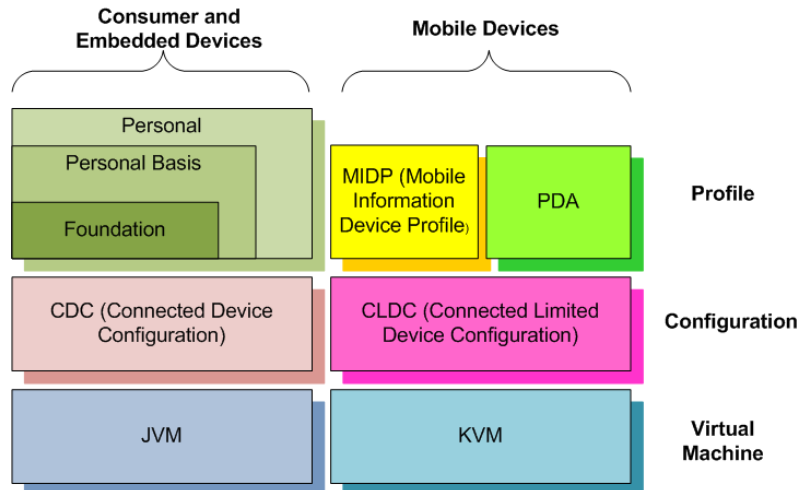 Consumer and
Embedded Devices
Mobile Devices
Personal
Personal Basis
Foundation
MIDP (Mobile
Information
Device Profile)
PDA
Profile
CDC (Connected Device
Configuration)
CLDC (Connected Limited
Device Configuration)
Configuration
JVM
KVM
Virtual
Machine